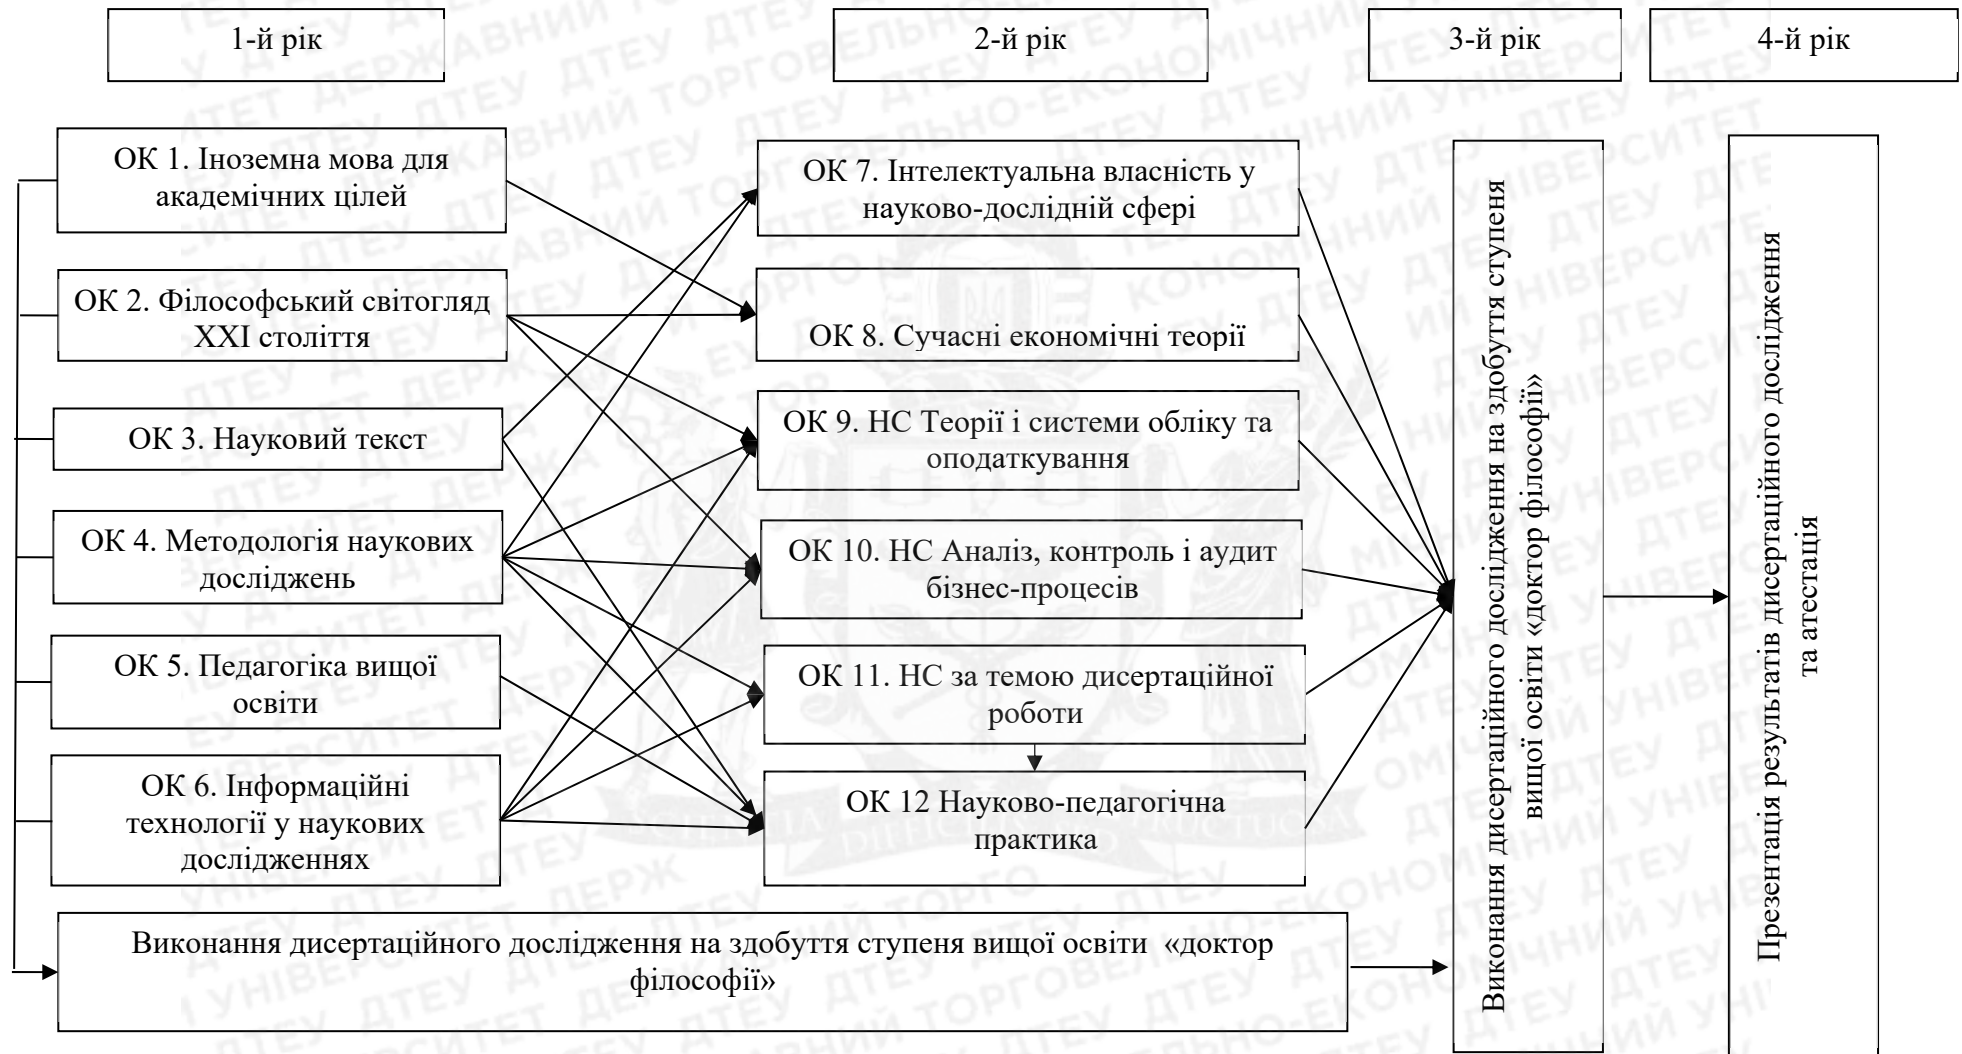 1-й рік
2-й рік
3-й рік
4-й рік
ОК 1. Іноземна мова для
академічних цілей
ОК 2. Філософський світогляд
ХХІ століття
ОК 3. Науковий текст
ОК 4. Методологія наукових
досліджень
ОК 5. Педагогіка вищої
освіти
ОК 6. Інформаційні
технології у наукових
дослідженнях
ОК 7. Інтелектуальна власність у
науково-дослідній сфері
ОК 8. Сучасні економічні теорії
ОК 9. НС Теорії і системи обліку та
оподаткування
ОК 10. НС Аналіз, контроль і аудит
бізнес-процесів
ОК 11. НС за темою дисертаційної
роботи
ОК 12 Науково-педагогічна
практика
Виконання дисертаційного дослідження на здобуття ступеня вищої освіти «доктор
філософії»
Виконання дисертаційного дослідження на здобуття ступеня
вищої освіти «доктор філософії»
Презентація результатів дисертаційного дослідження
та атестація